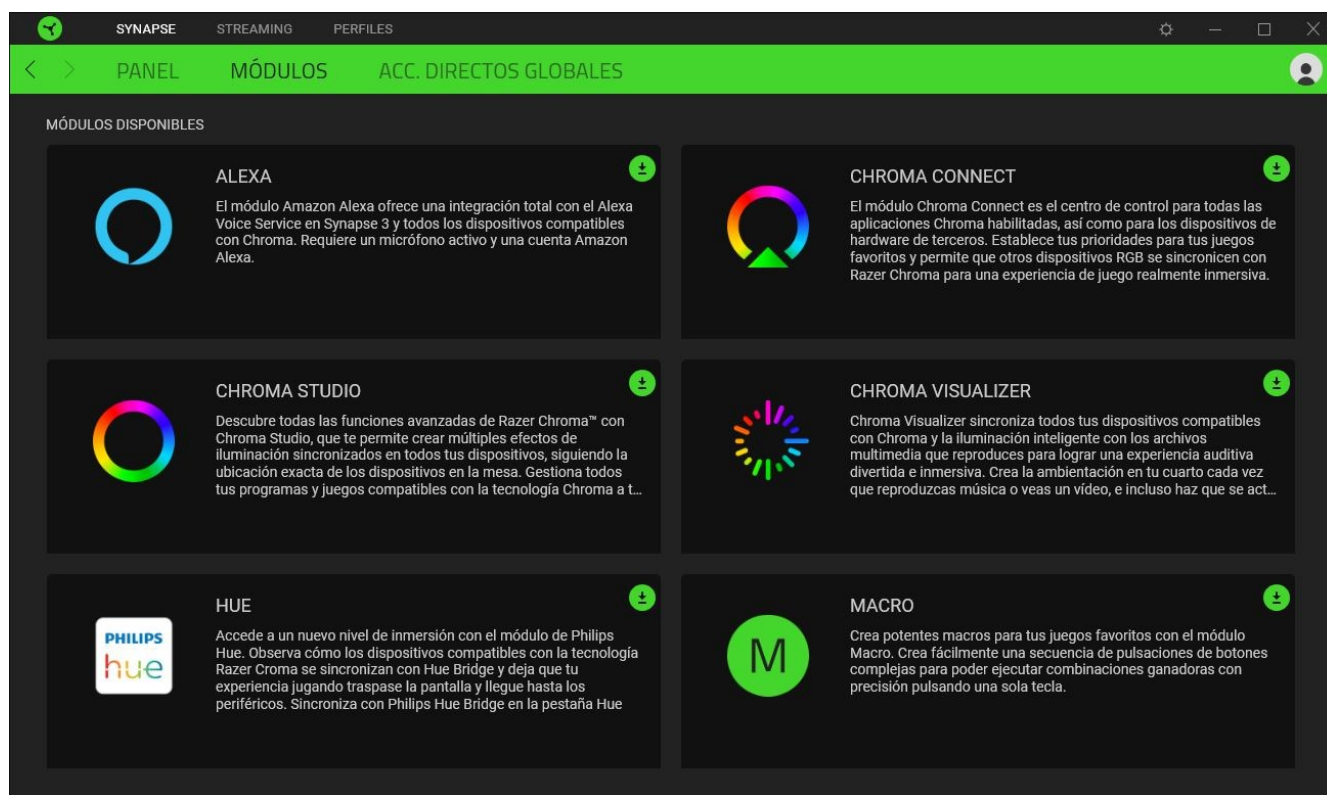 SYNAPSE STREAMING PERFILES
PANEL MÓDULOS ACC. DIRECTOS GLOBALES
MÓDULOS DISPONIBLES
ALEXA
El módulo Amazon Alexa ofrece una integración total con el Alexa
Voice Service en Synapse 3 y todos los dispositivos compatibles
con Chroma. Requiere un micrófono activo y una cuenta Amazon
Alexa.
CHROMA CONNECT
El módulo Chroma Connect es el centro de control para todas las
aplicaciones Chroma habilitadas, así como para los dispositivos de
hardware de terceros. Establece tus prioridades para tus juegos
favoritos y permite que otros dispositivos RGB se sincronicen con
Razer Chroma para una experiencia de juego realmente inmersiva.
CHROMA STUDIO
Descubre todas las funciones avanzadas de Razer Chroma™ con
Chroma Studio, que te permite crear múltiples efectos de
iluminación sincronizados en todos tus dispositivos, siguiendo la
ubicación exacta de los dispositivos en la mesa. Gestiona todos
tus programas y juegos compatibles con la tecnología Chroma a t...
CHROMA VISUALIZER
Chroma Visualizer sincroniza todos tus dispositivos compatibles
con Chroma y la iluminación inteligente con los archivos
multimedia que reproduces para lograr una experiencia auditiva
divertida e inmersiva. Crea la ambientación en tu cuarto cada vez
que reproduzcas música o veas un vídeo, e incluso haz que se act...
PHILIPS
hue
HUE
Accede a un nuevo nivel de inmersión con el módulo de Philips
Hue. Observa cómo los dispositivos compatibles con la tecnología
Razer Croma se sincronizan con Hue Bridge y deja que tu
experiencia jugando traspase la pantalla y llegue hasta los
periféricos. Sincroniza con Philips Hue Bridge en la pestaña Hue
M
MACRO
Crea potentes macros para tus juegos favoritos con el módulo
Macro. Crea fácilmente una secuencia de pulsaciones de botones
complejas para poder ejecutar combinaciones ganadoras con
precisión pulsando una sola tecla.